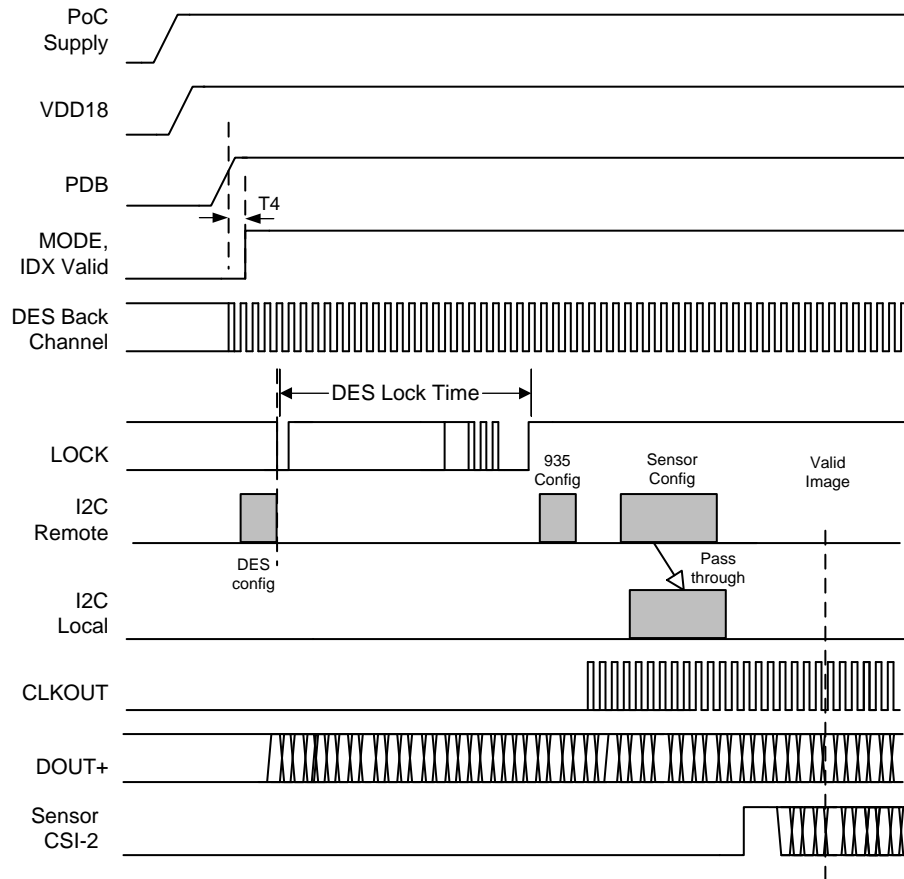 PoC
Supply
VDD18
PDB
T4
MODE,
IDX Valid
DES Back
Channel
DES Lock Time
LOCK
935
Config
Sensor
Config
Valid
Image
I2C
Remote
DES
config
Pass
through
I2C
Local
CLKOUT
DOUT+
Sensor
CSI-2